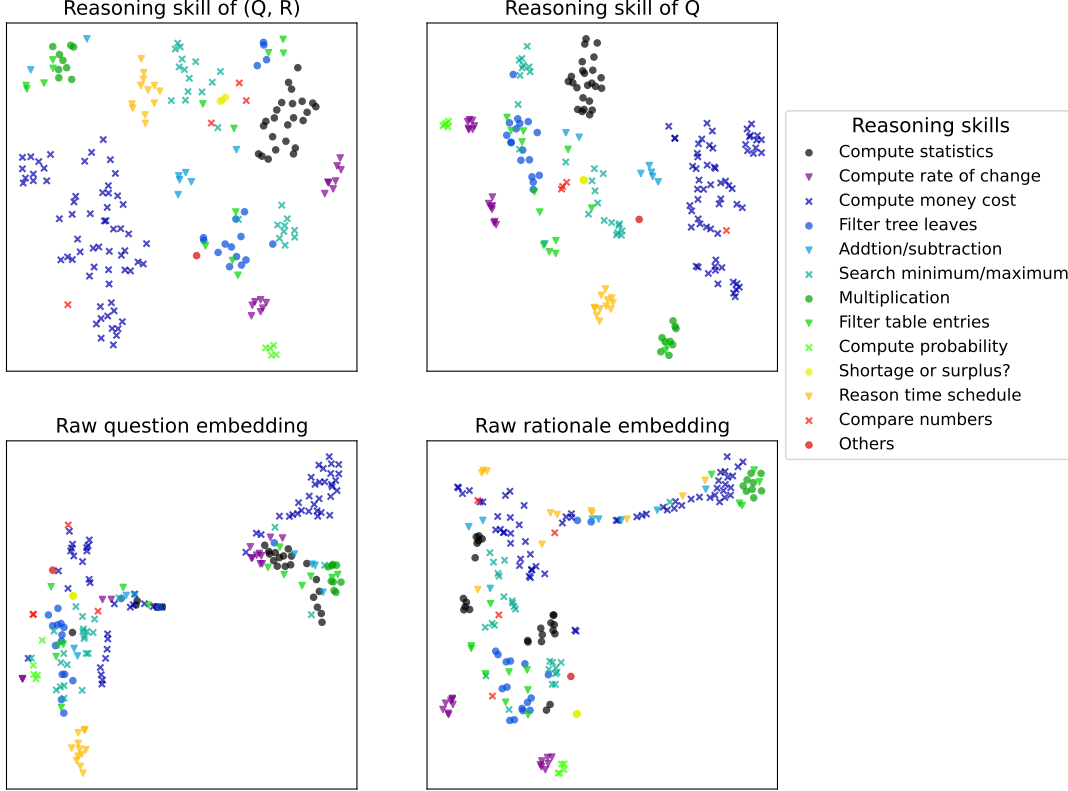 Reasoning skill of (Q, R)
Reasoning skill of Q
Reasoning skills
Compute statistics
Compute rate of change
Compute money cost
Filter tree leaves
Addtion/subtraction
Search minimum/maximum
Multiplication
Filter table entries
Compute probability
Shortage or surplus?
Reason time schedule
Compare numbers
Others
Raw question embedding
Raw rationale embedding